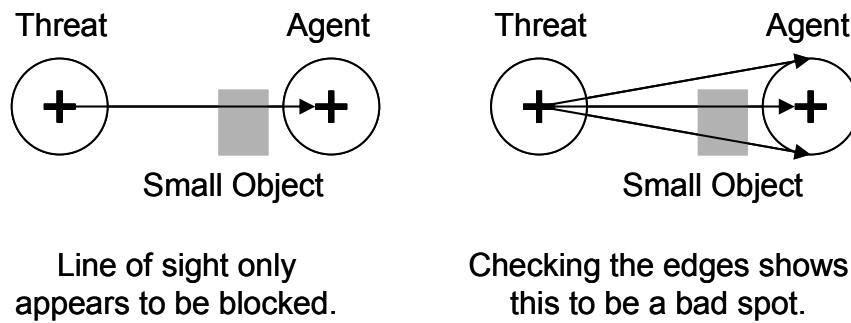 Threat
Agent
Small Object
Line of sight only
appears to be blocked.
Threat
Agent
Small Object
Checking the edges shows
this to be a bad spot.